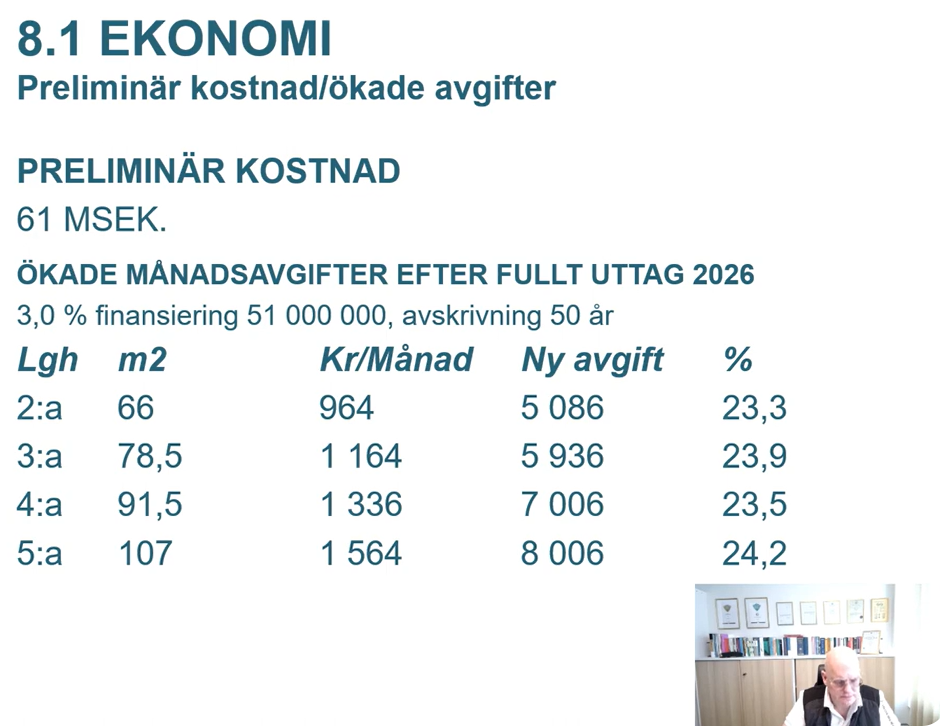 8.1 EKONOMI
Preliminär kostnad/ökade avgifter
PRELIMINÄR KOSTNAD
61 MSEK.
ÖKADE MÅNADSAVGIFTER EFTER FULLT UTTAG 2026
3,0 % finansiering 51 000 000, avskrivning 50 år
Lgh m2 Kr/Månad Ny avgift %
2:a 66 964 5 086 23,3
3:a 78,5 1 164 5 936 23,9
4:a 91,5 1 336 7 006 23,5
5:a 107 1 564 8 006 24,2